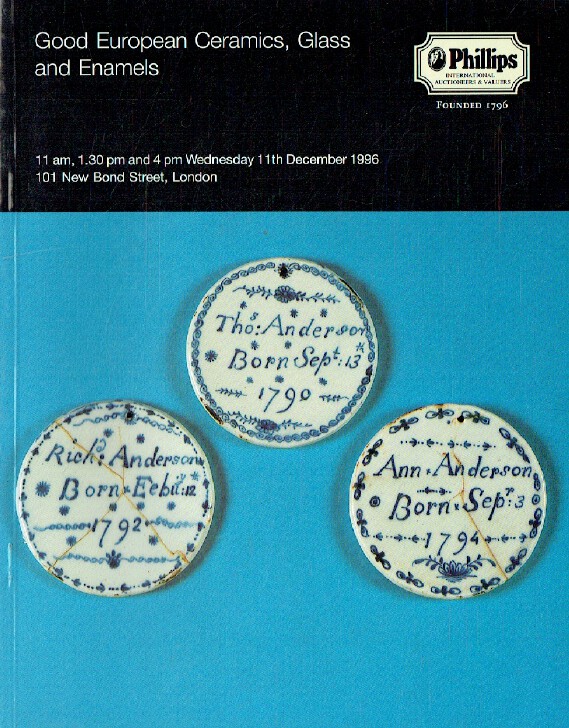 Good European Ceramics, Glass
and Enamels
Phillips
INTERNATIONAL
AUCTIONEERS & VALUERS
FOUNDED 1796
11 am, 1.30 pm and 4 pm Wednesday 11th December 1996
101 New Bond Street, London
Thos: Anderson
Born Sept: 13
1790
Richd: Anderson
Born Febu: 12
1792
Ann Anderson
Born Sepr: 3
1794